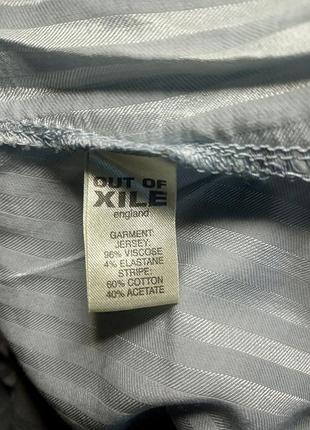 OUT OF
XILE
england
GARMENT:
JERSEY:
96% VISCOSE
4% ELASTANE
STRIPE:
60% COTTON
40% ACETATE